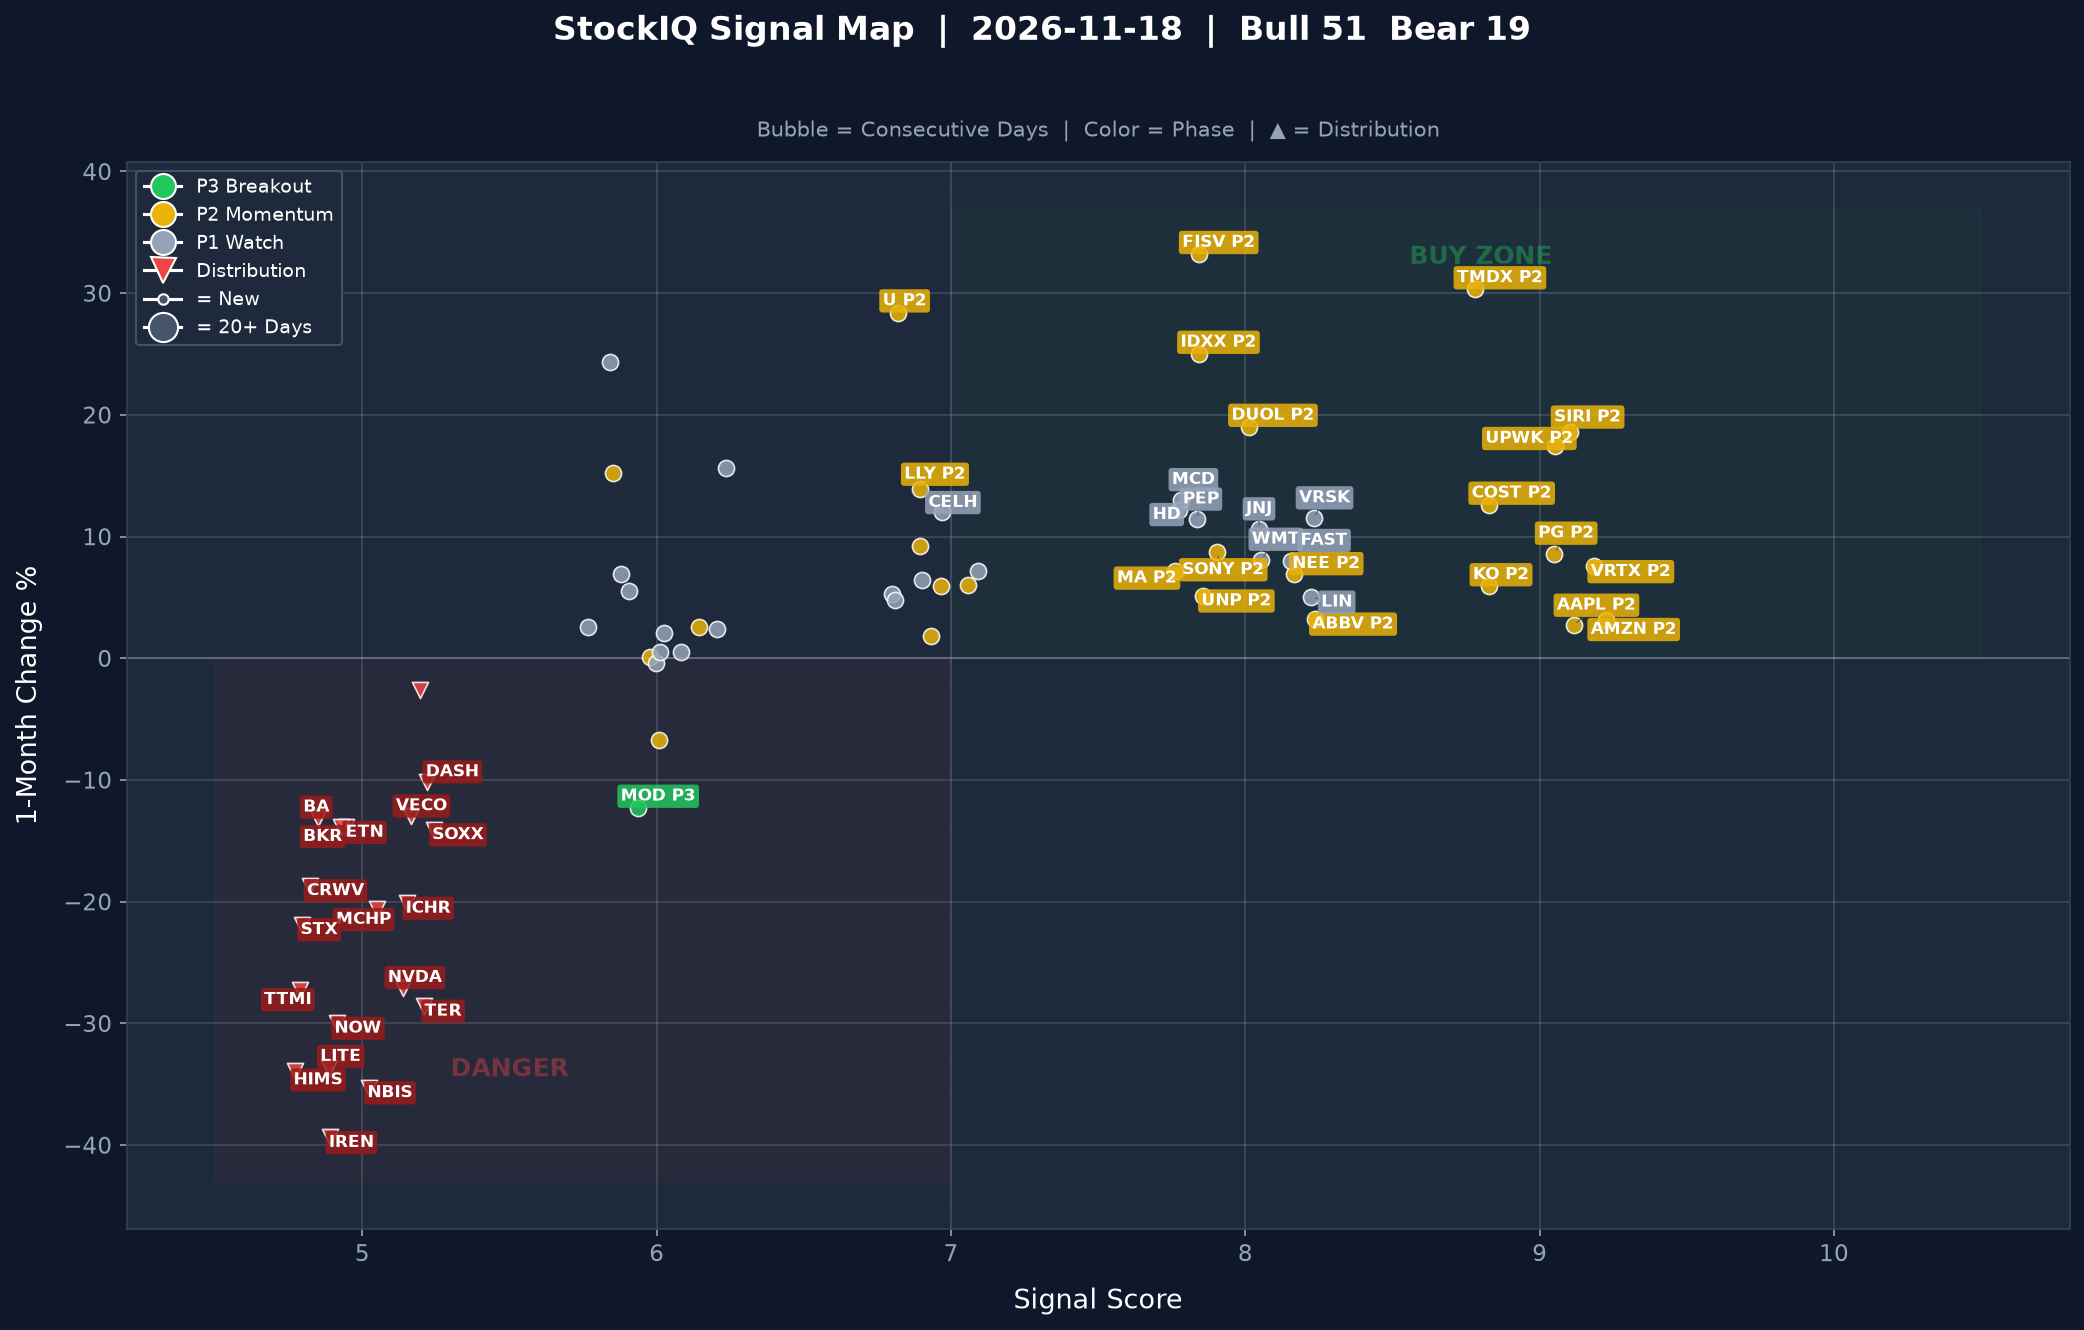 StockIQ Signal Map | 2026-11-18 | Bull 51 Bear 19
Bubble = Consecutive Days | Color = Phase | ▲ = Distribution
P3 Breakout
P2 Momentum
P1 Watch
Distribution
= New
= 20+ Days
BUY ZONE
FISV P2
TMDX P2
U P2
IDXX P2
DUOL P2
SIRI P2
UPWK P2
LLY P2
CELH
MCD
PEP
HD
JNJ
VRSK
COST P2
WMT
FAST
PG P2
MA P2
SONY P2
NEE P2
KO P2
VRTX P2
UNP P2
LIN
ABBV P2
AAPL P2
AMZN P2
DASH
MOD P3
BA
VECO
BKR
ETN
SOXX
CRWV
ICHR
MCHP
STX
NVDA
TTMI
TER
NOW
LITE
HIMS
NBIS
IREN
DANGER
40
30
20
10
0
−10
−20
−30
−40
1-Month Change %
5
6
7
8
9
10
Signal Score